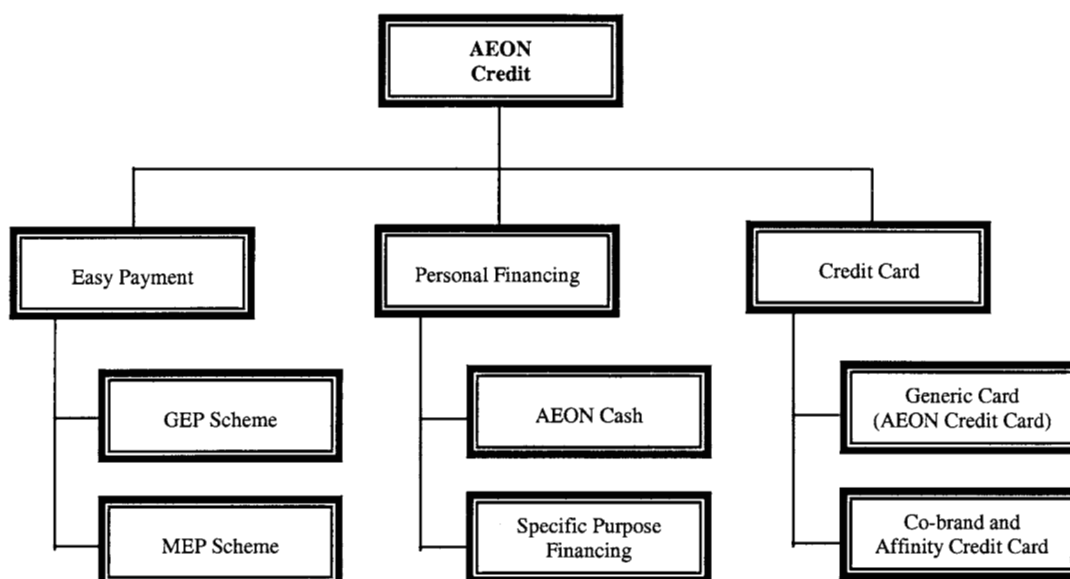 AEON
Credit
Easy Payment
Personal Financing
Credit Card
GEP Scheme
AEON Cash
Generic Card
(AEON Credit Card)
MEP Scheme
Specific Purpose
Financing
Co-brand and
Affinity Credit Card